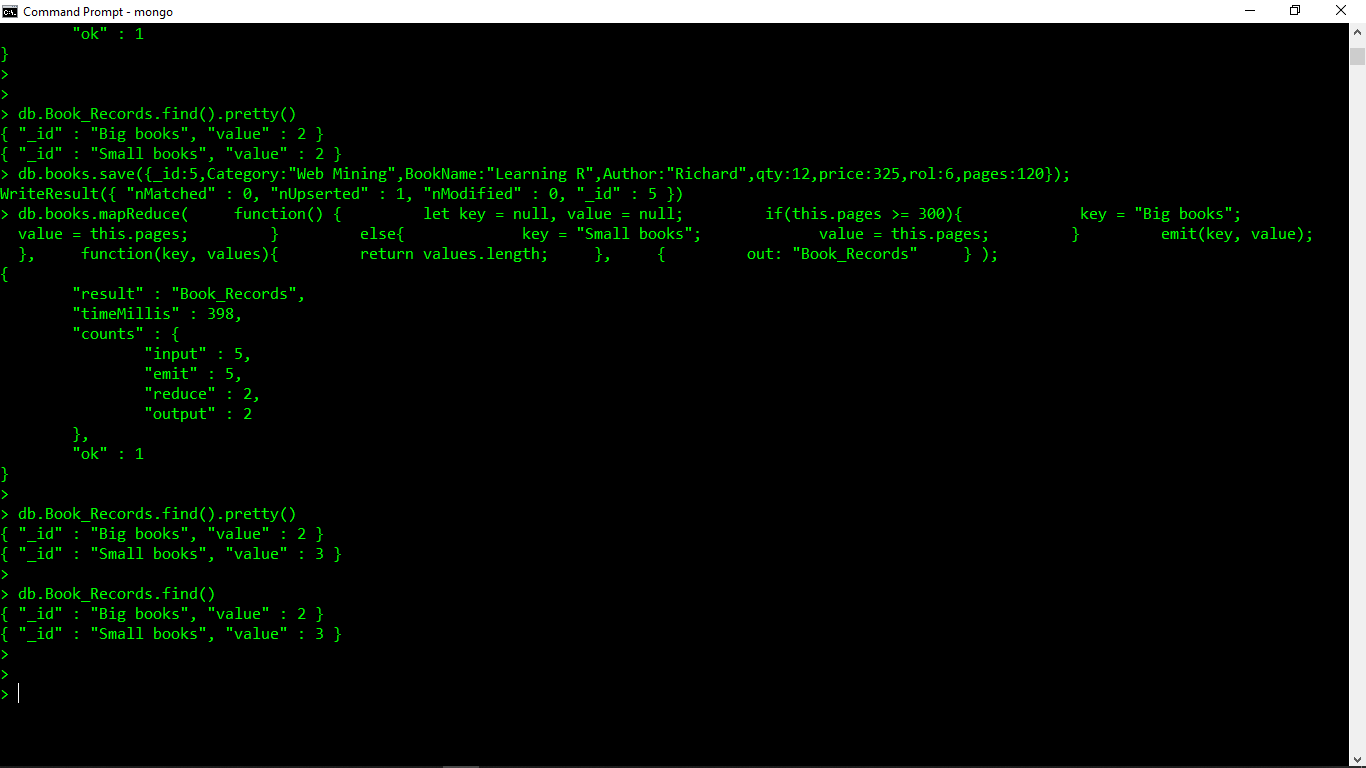 Command Prompt - mongo
"ok" : 1
}
>
>
> db.Book_Records.find().pretty()
{ "_id" : "Big books", "value" : 2 }
{ "_id" : "Small books", "value" : 2 }
> db.books.save({_id:5,Category:"Web Mining",BookName:"Learning R",Author:"Richard",qty:12,price:325,rol:6,pages:120});
WriteResult({ "nMatched" : 0, "nUpserted" : 1, "nModified" : 0, "_id" : 5 })
> db.books.mapReduce(     function() {         let key = null, value = null;         if(this.pages >= 300){             key = "Big books";
  value = this.pages;         }         else{             key = "Small books";             value = this.pages;         }         emit(key, value);
  },     function(key, values){         return values.length;     },     {         out: "Book_Records"     } );
{
"result" : "Book_Records",
"timeMillis" : 398,
"counts" : {
"input" : 5,
"emit" : 5,
"reduce" : 2,
"output" : 2
},
"ok" : 1
}
>
> db.Book_Records.find().pretty()
{ "_id" : "Big books", "value" : 2 }
{ "_id" : "Small books", "value" : 3 }
>
> db.Book_Records.find()
{ "_id" : "Big books", "value" : 2 }
{ "_id" : "Small books", "value" : 3 }
>
>
>